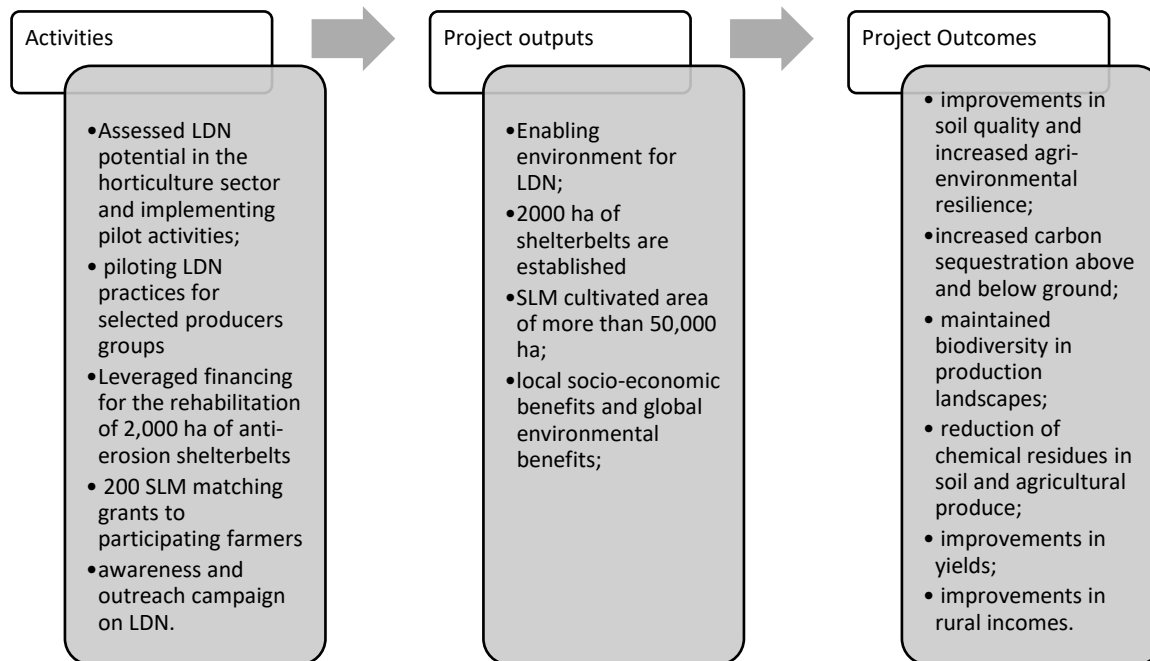 Activities
•Assessed LDN
potential in the
horticulture sector
and implementing
pilot activities;
• piloting LDN
practices for
selected producers
groups
•Leveraged financing
for the rehabilitation
of 2,000 ha of anti-
erosion shelterbelts
• 200 SLM matching
grants to
participating farmers
•awareness and
outreach campaign
on LDN.
Project outputs
•Enabling
environment for
LDN;
•2000 ha of
shelterbelts are
established
•SLM cultivated area
of more than 50,000
ha;
•local socio-economic
benefits and global
environmental
benefits;
Project Outcomes
• improvements in
soil quality and
increased agri-
environmental
resilience;
•increased carbon
sequestration above
and below ground;
• maintained
biodiversity in
production
landscapes;
• reduction of
chemical residues in
soil and agricultural
produce;
• improvements in
yields;
• improvements in
rural incomes.